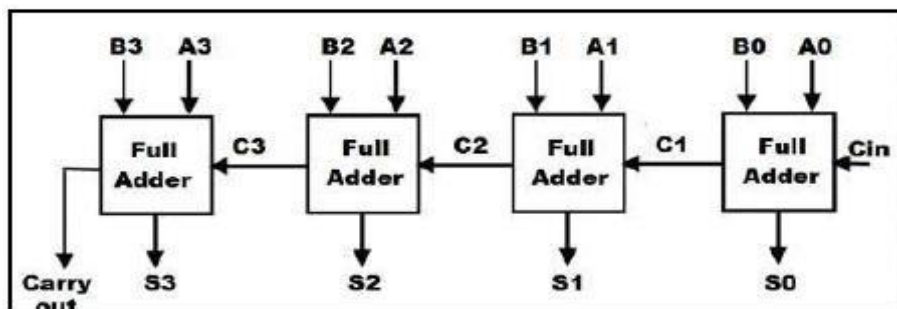 B3 A3 B2 A2 B1 A1 B0 A0
Full Adder C3 Full Adder C2 Full Adder C1 Full Adder Cin
Carry out S3 S2 S1 S0